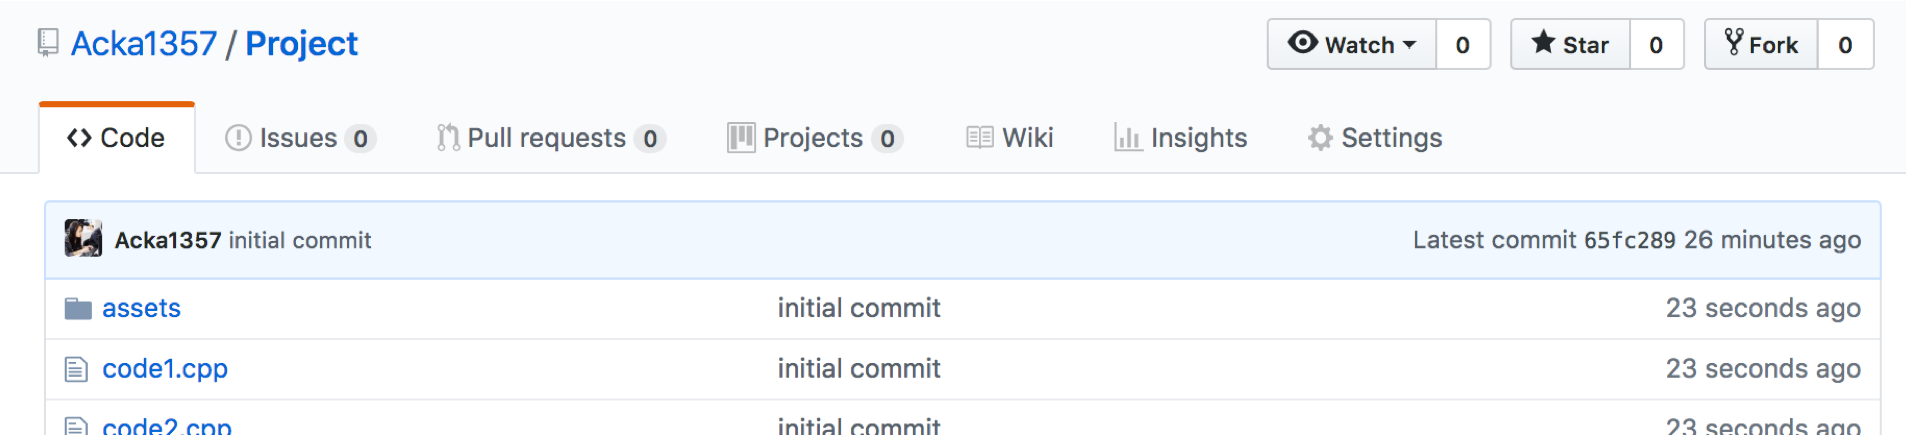 Acka1357 / Project
Watch 0 Star 0 Fork 0
Code Issues 0 Pull requests 0 Projects 0 Wiki Insights Settings
Acka1357 initial commit Latest commit 65fc289 26 minutes ago
assets initial commit 23 seconds ago
code1.cpp initial commit 23 seconds ago
code2.cpp initial commit 23 seconds ago